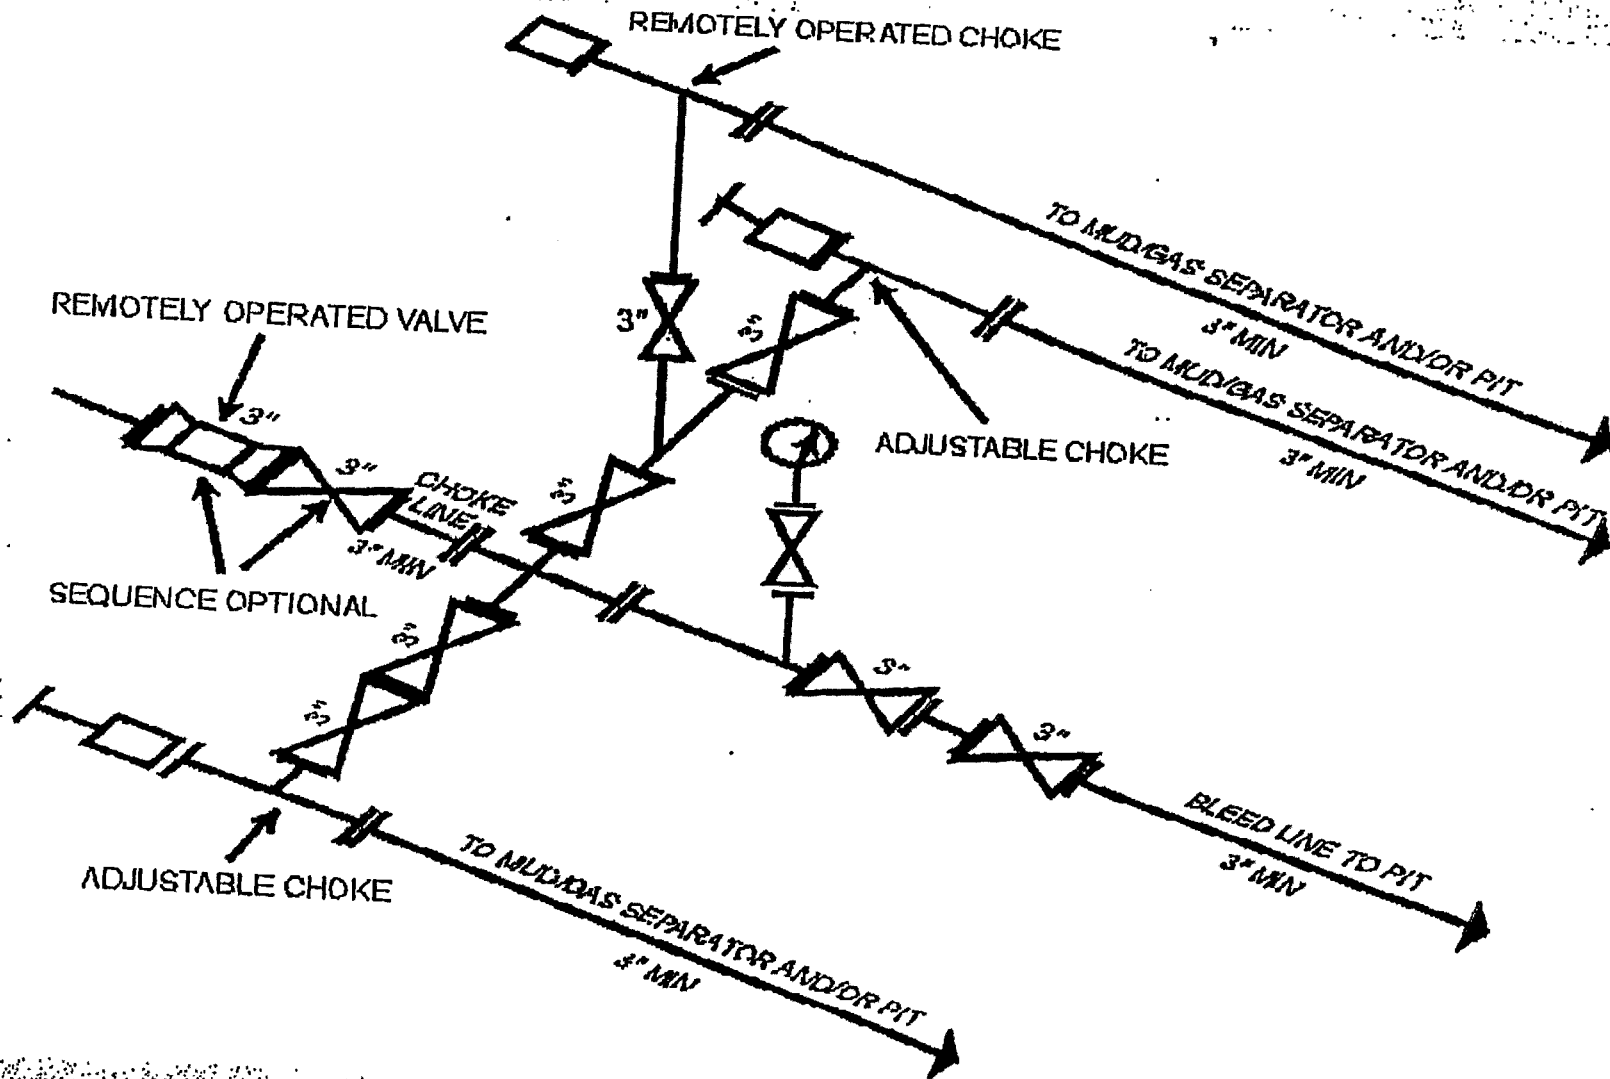 REMOTELY OPERATED CHOKE
TO MUD/GAS SEPARATOR AND/OR PIT
3" MIN
3"
3"
TO MUD/GAS SEPARATOR AND/OR PIT
3" MIN
ADJUSTABLE CHOKE
REMOTELY OPERATED VALVE
3"
3"
CHOKE
LINE
3" MIN
3"
SEQUENCE OPTIONAL
3"
3"
3"
3"
BLEED LINE TO PIT
3" MIN
ADJUSTABLE CHOKE
TO MUD/GAS SEPARATOR AND/OR PIT
3" MIN